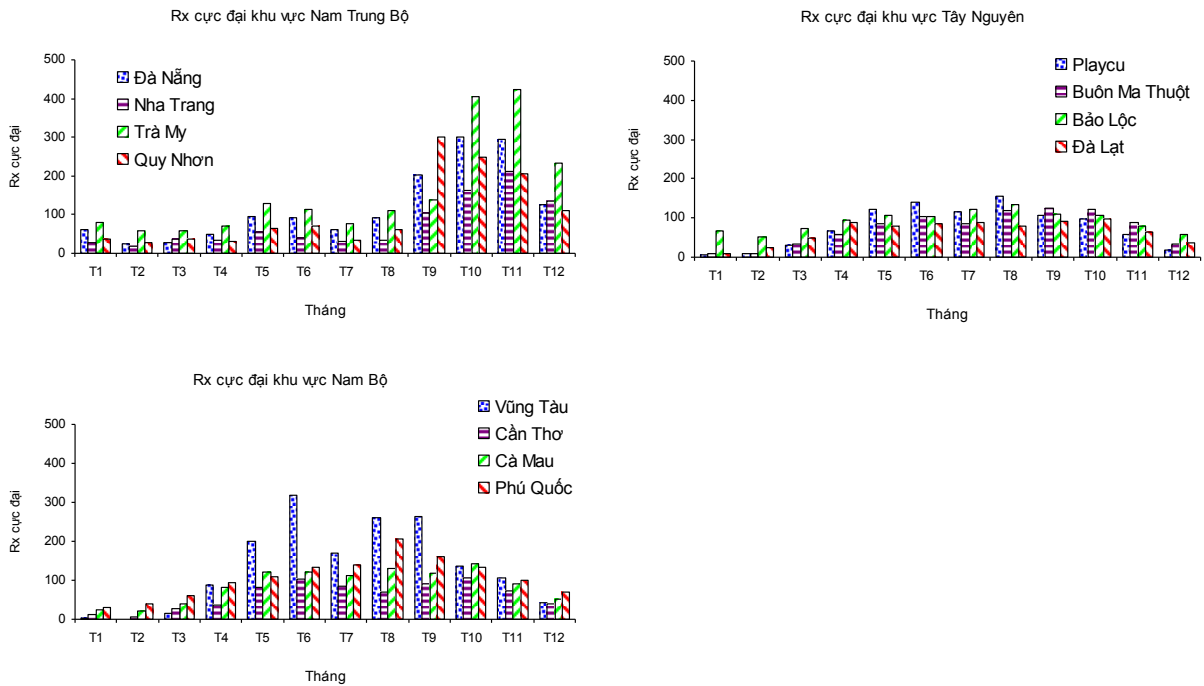 Rx cực đại khu vực Nam Trung Bộ
500
400
300
200
100
0
Rx cực đại
Đà Nẵng
Nha Trang
Trà My
Quy Nhơn
T1 T2 T3 T4 T5 T6 T7 T8 T9 T10 T11 T12
Tháng
Rx cực đại khu vực Tây Nguyên
500
400
300
200
100
0
Rx cực đại
Playcu
Buôn Ma Thuột
Bảo Lộc
Đà Lạt
T1 T2 T3 T4 T5 T6 T7 T8 T9 T10 T11 T12
Tháng
Rx cực đại khu vực Nam Bộ
500
400
300
200
100
0
Rx cực đại
Vũng Tàu
Cần Thơ
Cà Mau
Phú Quốc
T1 T2 T3 T4 T5 T6 T7 T8 T9 T10 T11 T12
Tháng